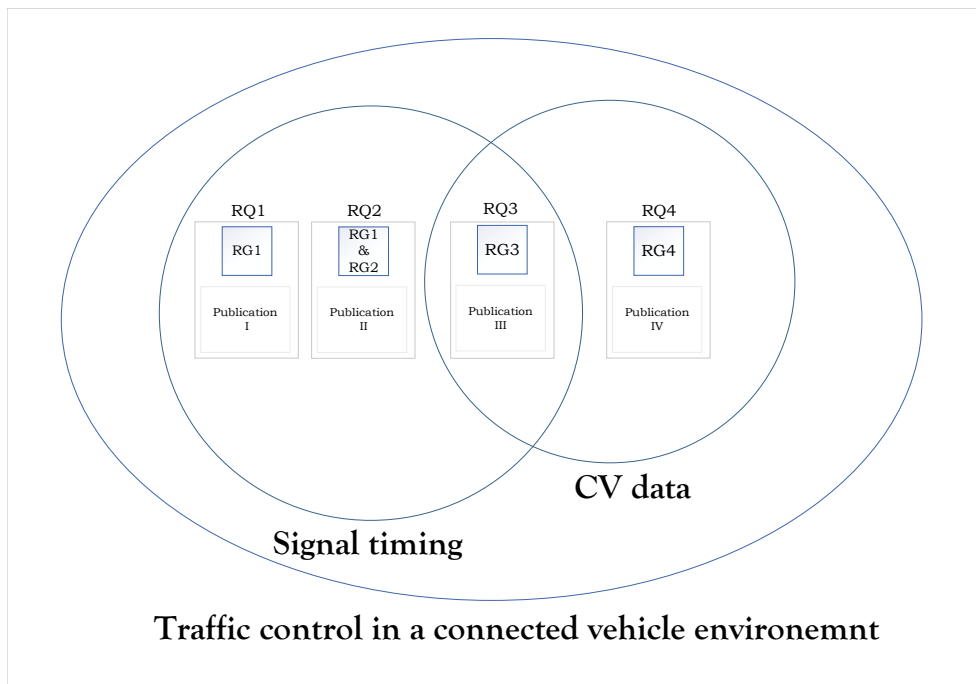 RQ1
RG1
Publication
I
RQ2
RG1
&
RG2
Publication
II
RQ3
RG3
Publication
III
RQ4
RG4
Publication
IV
CV data
Signal timing
Traffic control in a connected vehicle environemnt